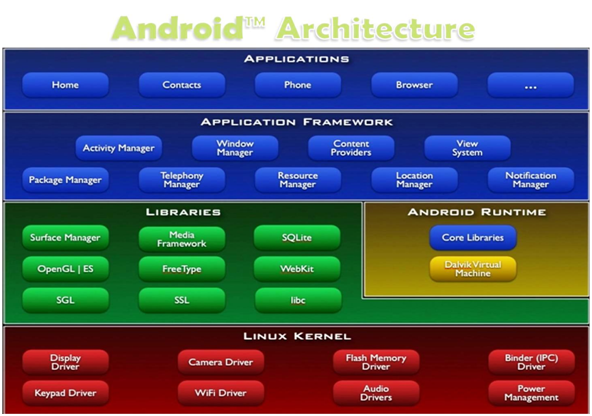 Android™ Architecture
APPLICATIONS
Home
Contacts
Phone
Browser
...
APPLICATION FRAMEWORK
Activity Manager
Window
Manager
Content
Providers
View
System
Package Manager
Telephony
Manager
Resource
Manager
Location
Manager
Notification
Manager
LIBRARIES
Surface Manager
Media
Framework
SQLite
OpenGL | ES
FreeType
WebKit
SGL
SSL
libc
ANDROID RUNTIME
Core Libraries
Dalvik Virtual
Machine
LINUX KERNEL
Display
Driver
Camera Driver
Flash Memory
Driver
Binder (IPC)
Driver
Keypad Driver
WiFi Driver
Audio
Drivers
Power
Management